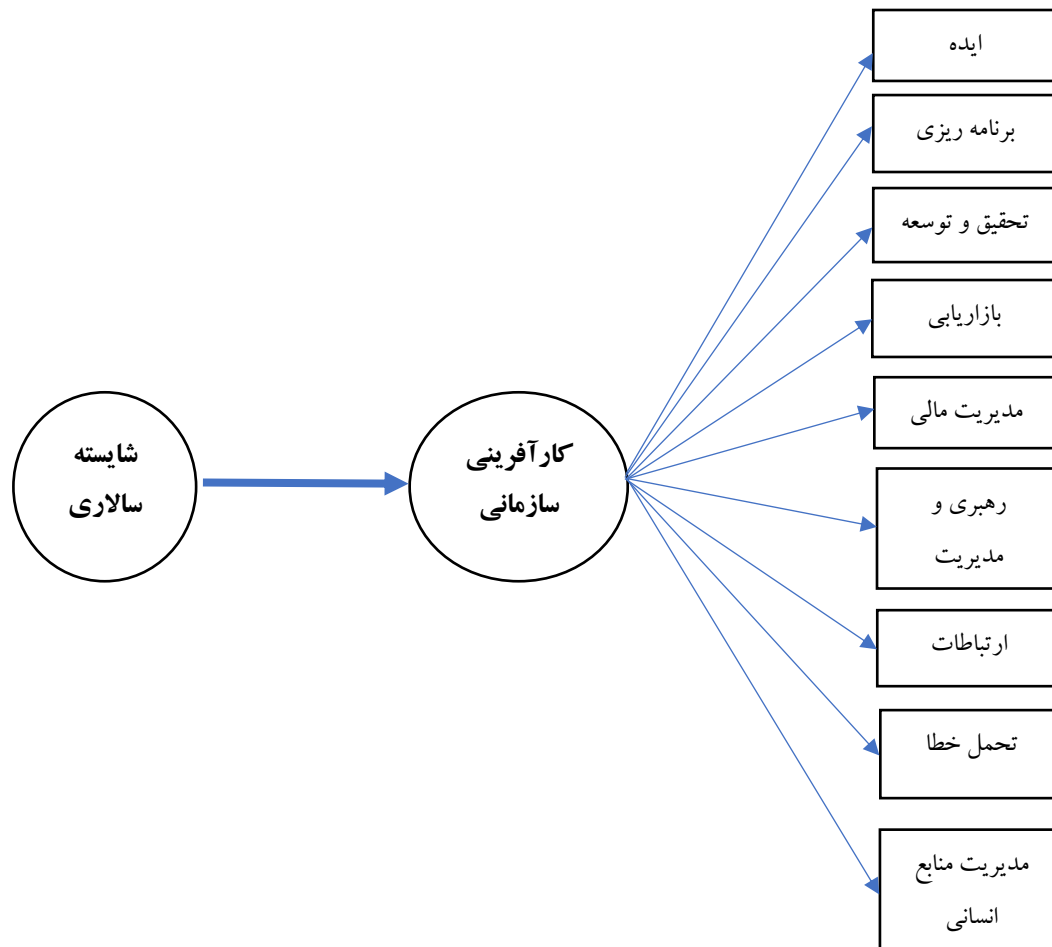 ایده
برنامه ریزی
تحقیق و توسعه
بازاریابی
مدیریت مالی
رهبری و
مدیریت
ارتباطات
تحمل خطا
مدیریت منابع
انسانی
کارآفرینی
سازمانی
شایسته
سالاری